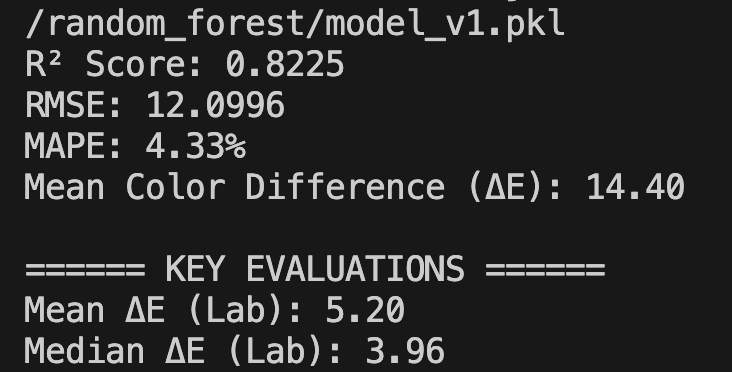 /random_forest/model_v1.pkl
R² Score: 0.8225
RMSE: 12.0996
MAPE: 4.33%
Mean Color Difference (ΔE): 14.40
====== KEY EVALUATIONS ======
Mean ΔE (Lab): 5.20
Median ΔE (Lab): 3.96